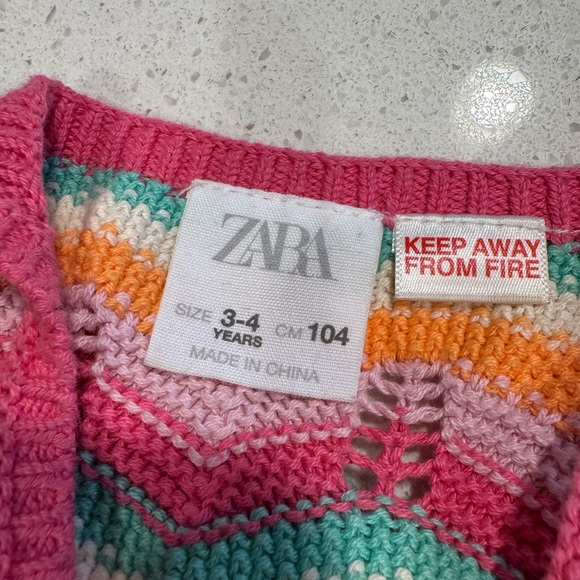 ZARA
SIZE 3-4 YEARS CM 104
MADE IN CHINA
KEEP AWAY
FROM FIRE